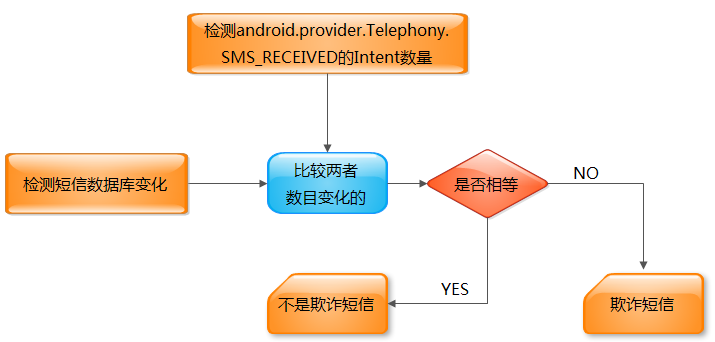 检测android.provider.Telephony.
SMS_RECEIVED的Intent数量
检测短信数据库变化
比较两者
数目变化的
是否相等
NO
YES
不是欺诈短信
欺诈短信